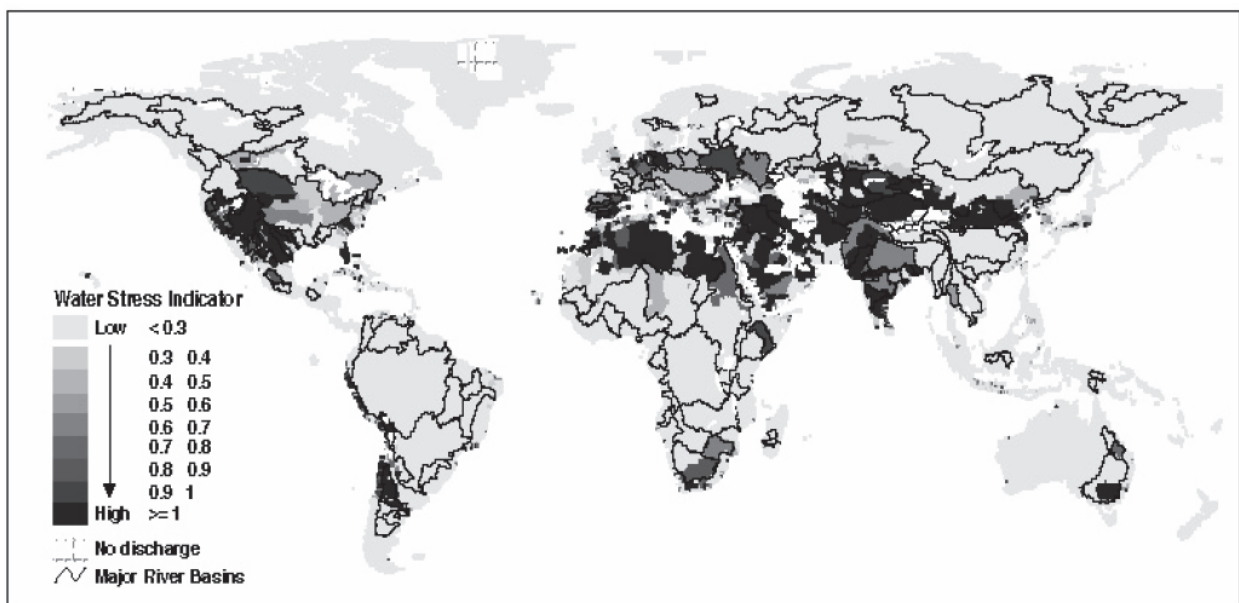 Water Stress Indicator
Low < 0.3
0.3 0.4
0.4 0.5
0.5 0.6
0.6 0.7
0.7 0.8
0.8 0.9
0.9 1
High >= 1
No discharge
Major River Basins